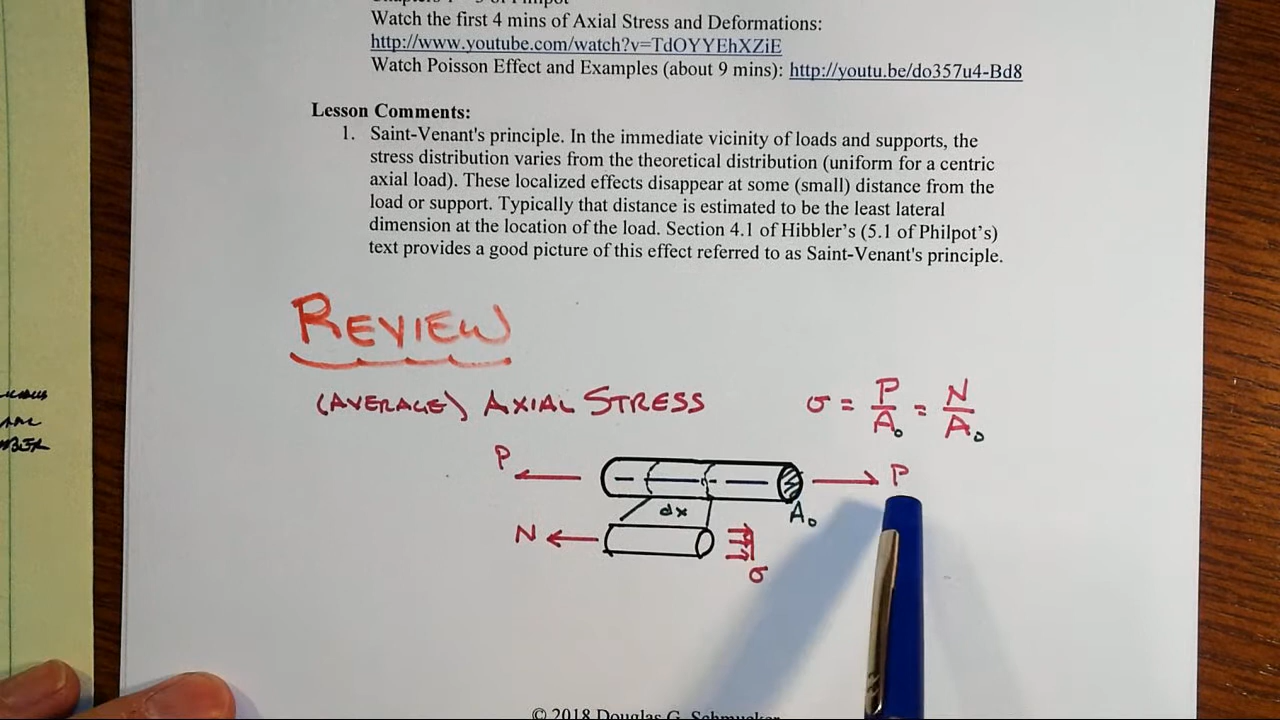 Watch the first 4 mins of Axial Stress and Deformations:
http://www.youtube.com/watch?v=TdOYYEhXZiE
Watch Poisson Effect and Examples (about 9 mins): http://youtu.be/do357u4-Bd8
Lesson Comments:
1. Saint-Venant's principle. In the immediate vicinity of loads and supports, the
stress distribution varies from the theoretical distribution (uniform for a centric
axial load). These localized effects disappear at some (small) distance from the
load or support. Typically that distance is estimated to be the least lateral
dimension at the location of the load. Section 4.1 of Hibbler's (5.1 of Philpot's)
text provides a good picture of this effect referred to as Saint-Venant's principle.
REVIEW
(AVERAGE) AXIAL STRESS σ = P/A₀ = N/A₀
P P
dx A₀
N σ
© 2018 Douglas G. Schmucker